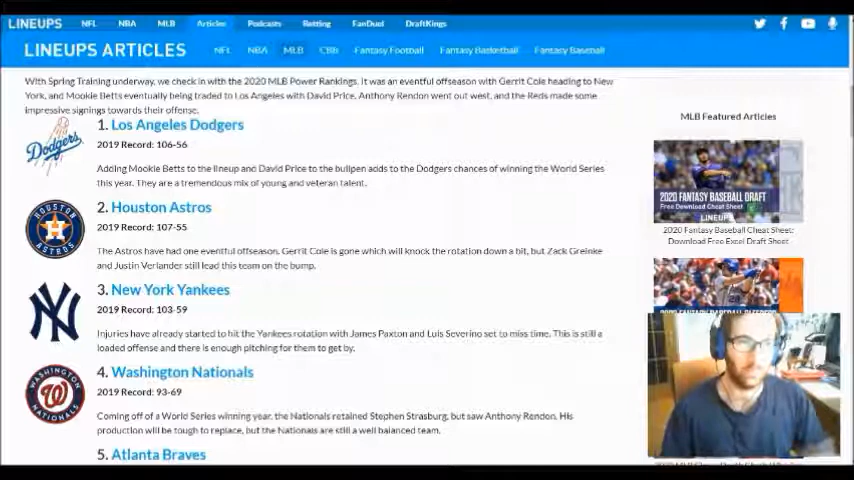 LINEUPS NFL NBA MLB Articles Podcasts Betting FanDuel DraftKings
LINEUPS ARTICLES NFL NBA MLB CBB Fantasy Football Fantasy Basketball Fantasy Baseball
With Spring Training underway, we check in with the 2020 MLB Power Rankings. It was an eventful offseason with Gerrit Cole heading to New
York, and Mookie Betts eventually being traded to Los Angeles with David Price, Anthony Rendon went out west, and the Reds made some
impressive signings towards their offense.
Dodgers
1. Los Angeles Dodgers
2019 Record: 106-56
Adding Mookie Betts to the lineup and David Price to the bullpen adds to the Dodgers chances of winning the World Series
this year. They are a tremendous mix of young and veteran talent.
HOUSTON
ASTROS
2. Houston Astros
2019 Record: 107-55
The Astros have had one eventful offseason. Gerrit Cole is gone which will knock the rotation down a bit, but Zack Greinke
and Justin Verlander still lead this team on the bump.
3. New York Yankees
2019 Record: 103-59
Injuries have already started to hit the Yankees rotation with James Paxton and Luis Severino set to miss time. This is still a
loaded offense and there is enough pitching for them to get by.
WASHINGTON
NATIONALS
4. Washington Nationals
2019 Record: 93-69
Coming off of a World Series winning year, the Nationals retained Stephen Strasburg, but saw Anthony Rendon. His
production will be tough to replace, but the Nationals are still a well balanced team.
5. Atlanta Braves
MLB Featured Articles
2020 FANTASY BASEBALL DRAFT
Free Download Cheat Sheet
LINEUPS
2020 Fantasy Baseball Cheat Sheet:
Download Free Excel Draft Sheet